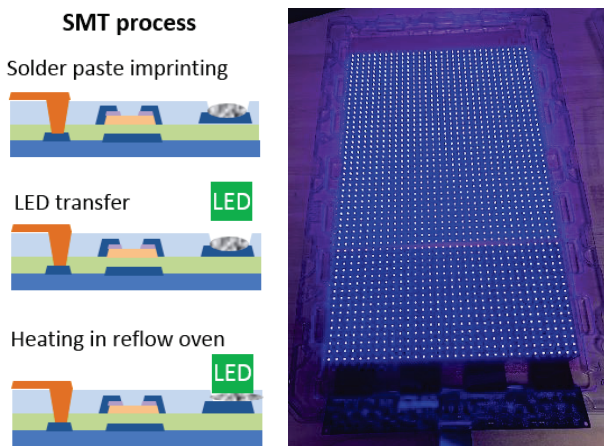 SMT process
Solder paste imprinting
LED transfer
LED
Heating in reflow oven
LED